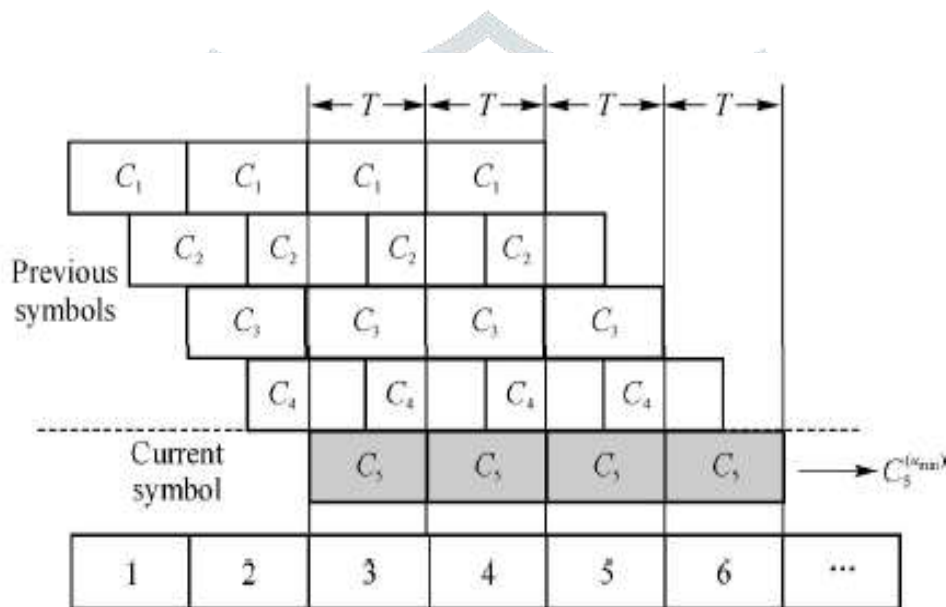 T T T T
C₁ C₁ C₁ C₁
C₂ C₂ C₂ C₂
Previous
symbols
C₃ C₃ C₃ C₃
C₄ C₄ C₄ C₄
Current
symbol
C₅ C₅ C₅ C₅
1 2 3 4 5 6 ...